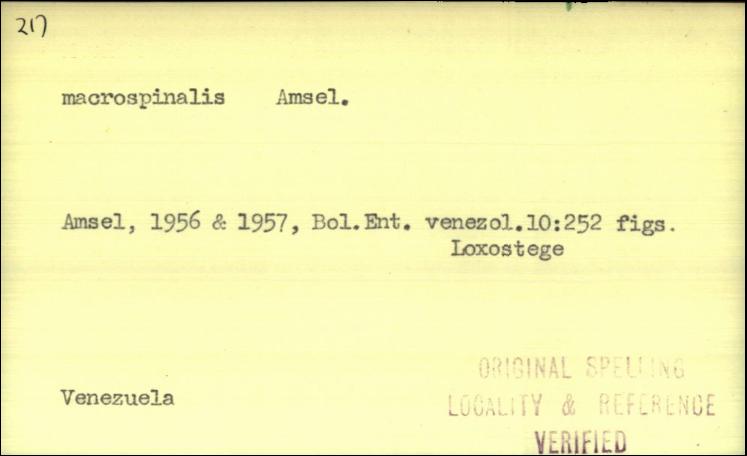 217
macrospinalis Amsel.
Amsel, 1956 & 1957, Bol.Ent. venezol.10:252 figs.
Loxostege
Venezuela
ORIGINAL SPELLING
LOCALITY & REFERENCE
VERIFIED